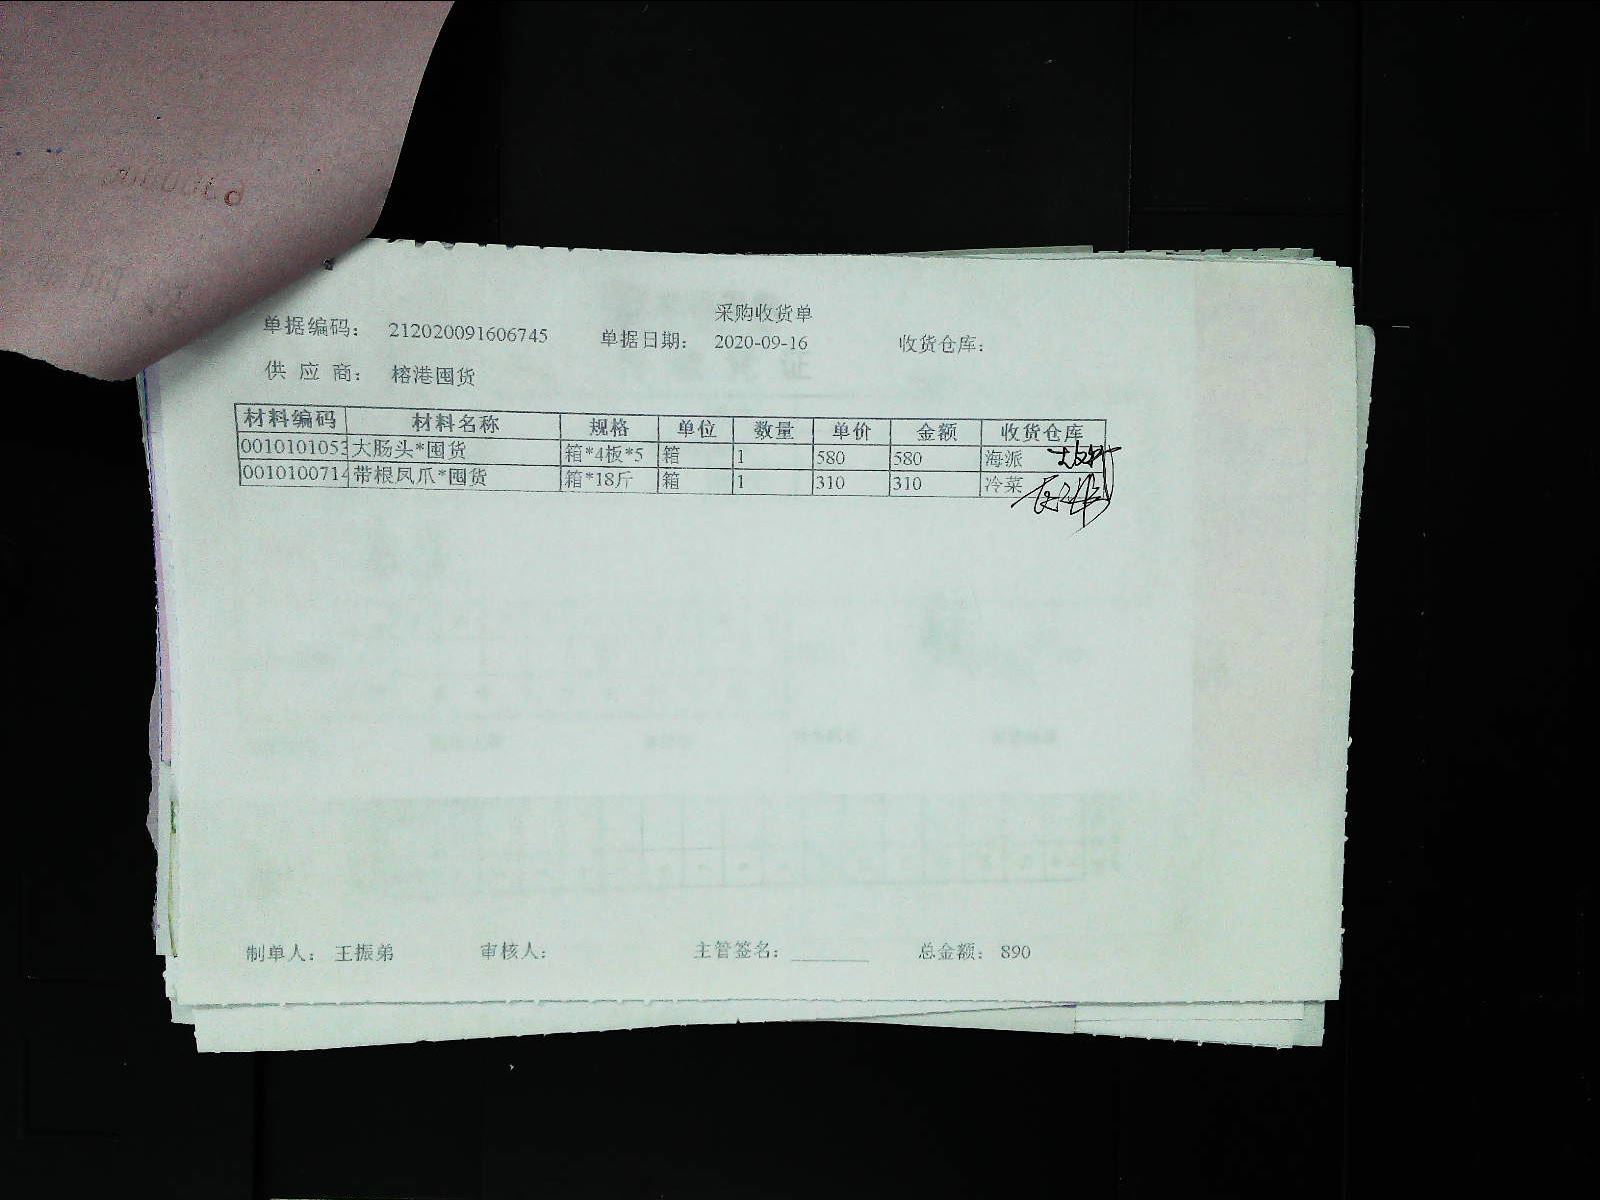 采购收货单
单据编码： 212020091606745 单据日期： 2020-09-16 收货仓库：
供 应 商： 榕港囤货
材料编码 材料名称 规格 单位 数量 单价 金额 收货仓库
0010101053 大肠头*囤货 箱*4板*5 箱 1 580 580 海派
0010100714 带根凤爪*囤货 箱*18斤 箱 1 310 310 冷菜
制单人： 王振弟 审核人： 主管签名： ________ 总金额： 890